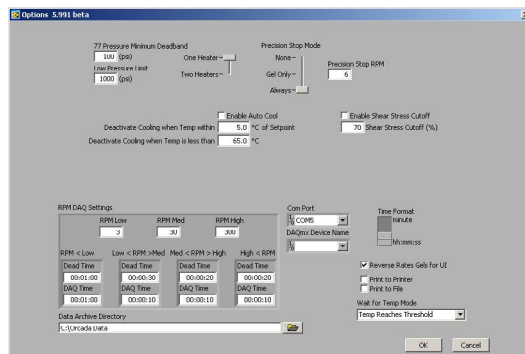 Options 5.991 beta
77 Pressure Minimum Deadband
100 (psi)
Low Pressure Limit
1000 (psi)
One Heater
Two Heaters
Precision Stop Mode
None
Gel Only
Always
Precision Stop RPM
6
Enable Auto Cool
Deactivate Cooling when Temp within 5.0 °C of Setpoint
Deactivate Cooling when Temp is less than 65.0 °C
Enable Shear Stress Cutoff
70 Shear Stress Cutoff (%)
RPM DAQ Settings
RPM Low RPM Med RPM High
3 30 300
RPM < Low Low < RPM >Med Med < RPM > High High < RPM
Dead Time Dead Time Dead Time Dead Time
00:01:00 00:00:30 00:00:20 00:00:20
DAQ Time DAQ Time DAQ Time DAQ Time
00:01:00 00:00:10 00:00:10 00:00:10
Data Archive Directory
C:\Orcada Data
Com Port
COM5
DAQmx Device Name
Time Format
minute
hh:mm:ss
Reverse Rates Gels for UI
Print to Printer
Print to File
Wait for Temp Mode
Temp Reaches Threshold
OK Cancel